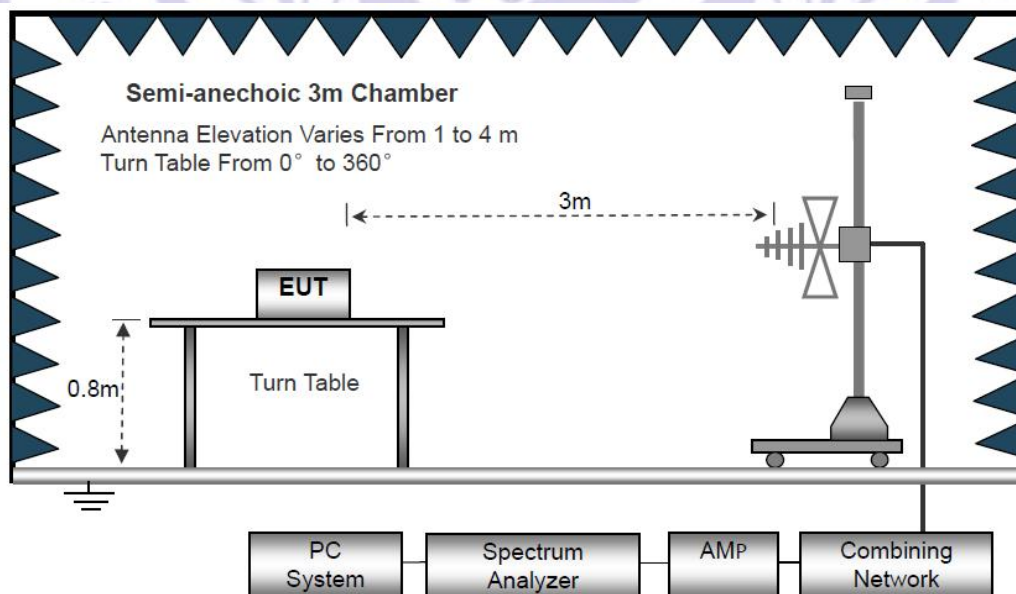 Semi-anechoic 3m Chamber
Antenna Elevation Varies From 1 to 4 m
Turn Table From 0° to 360°
3m
EUT
0.8m
Turn Table
PC
System
Spectrum
Analyzer
AMP
Combining
Network